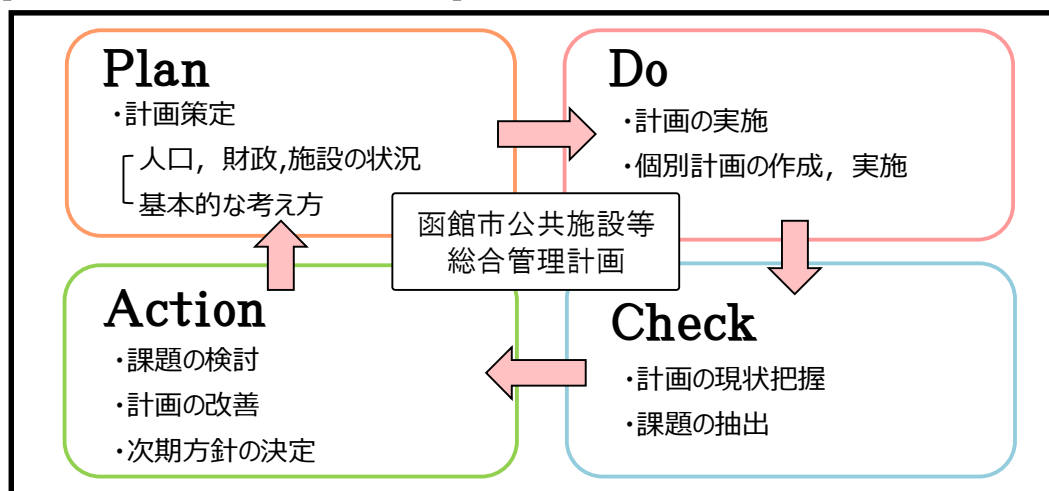 Plan
・計画策定
人口，財政,施設の状況
基本的な考え方
Do
・計画の実施
・個別計画の作成，実施
函館市公共施設等
総合管理計画
Action
・課題の検討
・計画の改善
・次期方針の決定
Check
・計画の現状把握
・課題の抽出